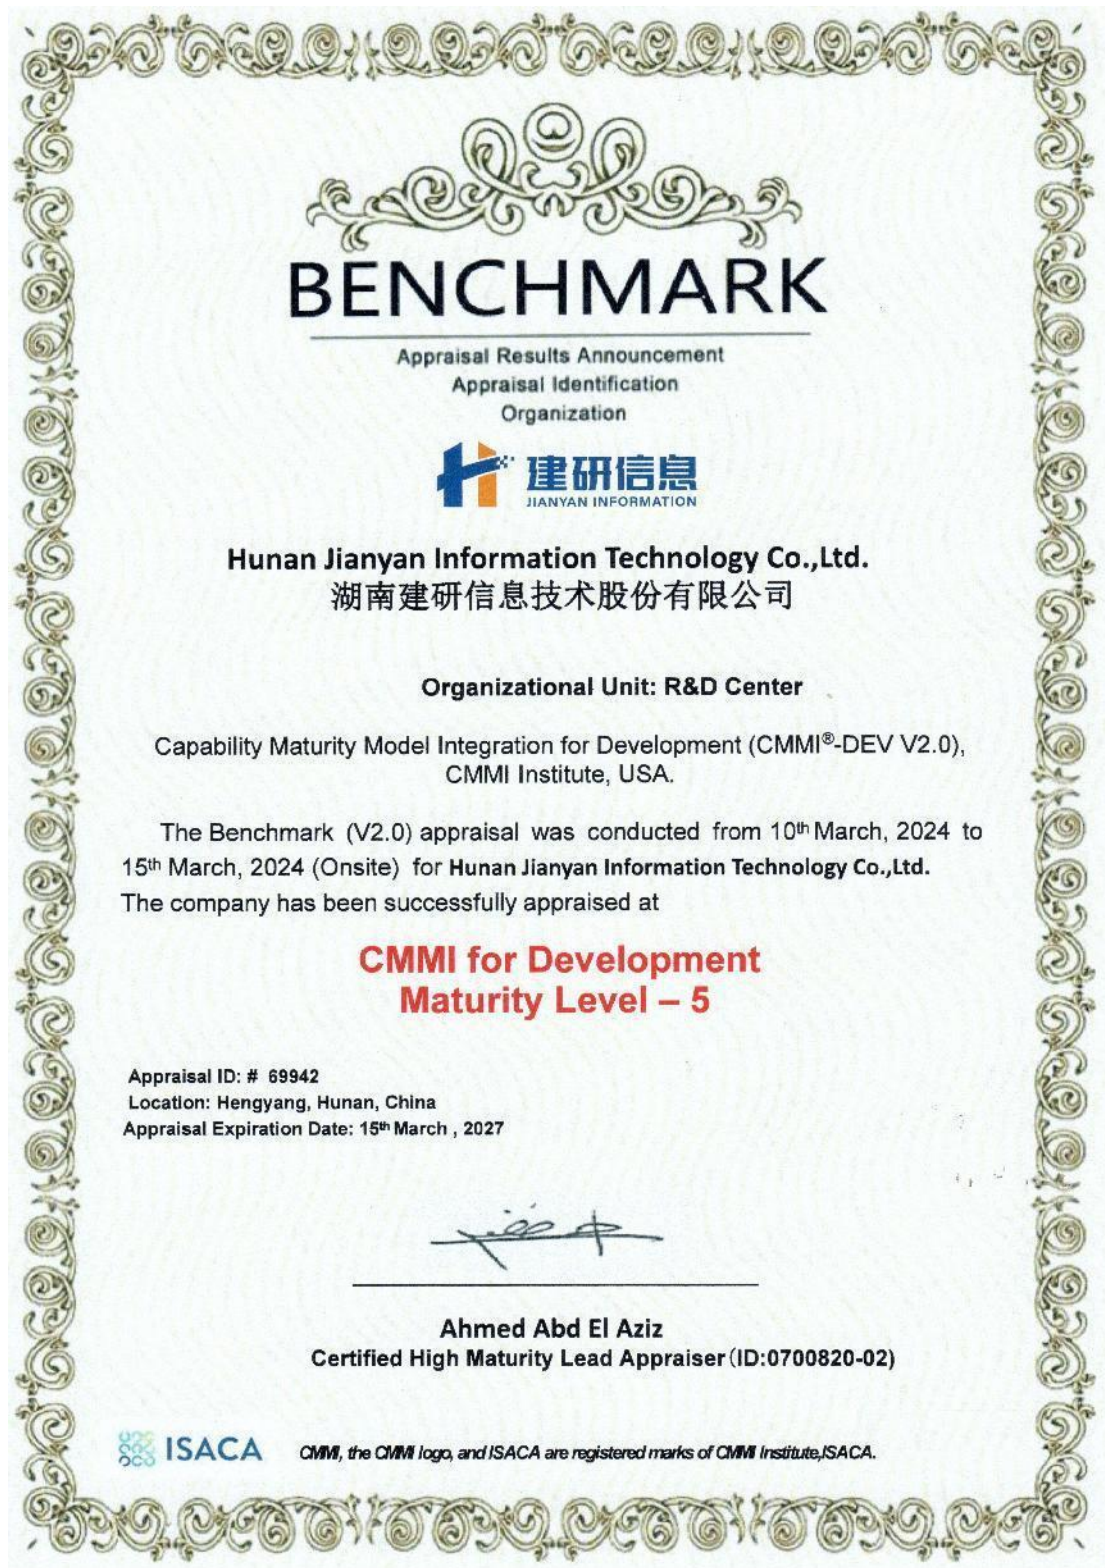 BENCHMARK
Appraisal Results Announcement
Appraisal Identification
Organization
建研信息
JIANYAN INFORMATION
Hunan Jianyan Information Technology Co.,Ltd.
湖南建研信息技术股份有限公司
Organizational Unit: R&D Center
Capability Maturity Model Integration for Development (CMMI®-DEV V2.0),
CMMI Institute, USA.
The Benchmark (V2.0) appraisal was conducted from 10th March, 2024 to
15th March, 2024 (Onsite) for Hunan Jianyan Information Technology Co.,Ltd.
The company has been successfully appraised at
CMMI for Development
Maturity Level – 5
Appraisal ID: # 69942
Location: Hengyang, Hunan, China
Appraisal Expiration Date: 15th March , 2027
Ahmed Abd El Aziz
Certified High Maturity Lead Appraiser(ID:0700820-02)
ISACA
CMMI, the CMMI logo, and ISACA are registered marks of CMMI Institute,ISACA.